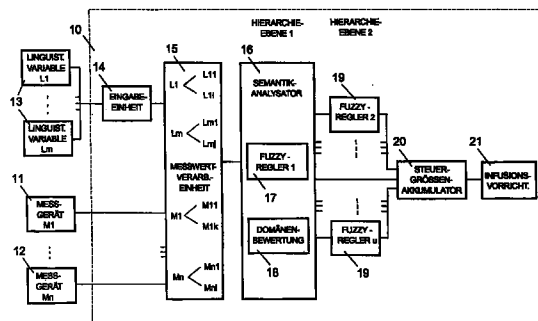 HIERARCHIE-
EBENE 1
HIERARCHIE-
EBENE 2
10
15
16
14
LINGUIST.
VARIABLE
L1
13
LINGUIST.
VARIABLE
Lm
EINGABE-
EINHEIT
L1
L11
L1i
Lm
Lm1
Lmj
MESSWERT-
VERARB.-
EINHEIT
M1
M11
M1k
Mn
Mn1
Mnl
SEMANTIK-
ANALYSATOR
FUZZY-
REGLER 1
17
DOMÄNEN-
BEWERTUNG
18
19
FUZZY-
REGLER 2
FUZZY-
REGLER u
19
20
STEUER-
GRÖSSEN-
AKKUMULATOR
21
INFUSIONS-
VORRICHT.
11
MESS-
GERÄT
M1
12
MESS-
GERÄT
Mn